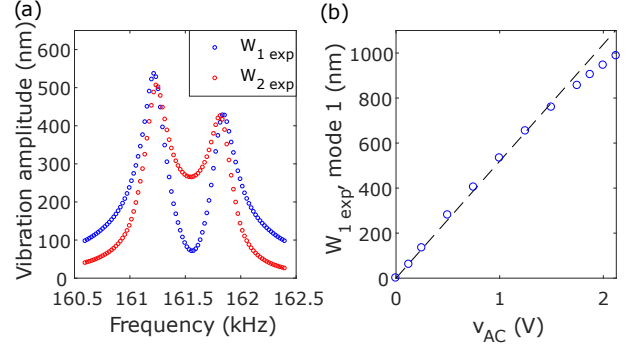 (a)
Vibration amplitude (nm)
600
500
400
300
200
100
0
160.5 161 161.5 162 162.5
Frequency (kHz)
W1 exp
W2 exp
(b)
W1 exp, mode 1 (nm)
1000
800
600
400
200
0
0 1 2
vAC (V)